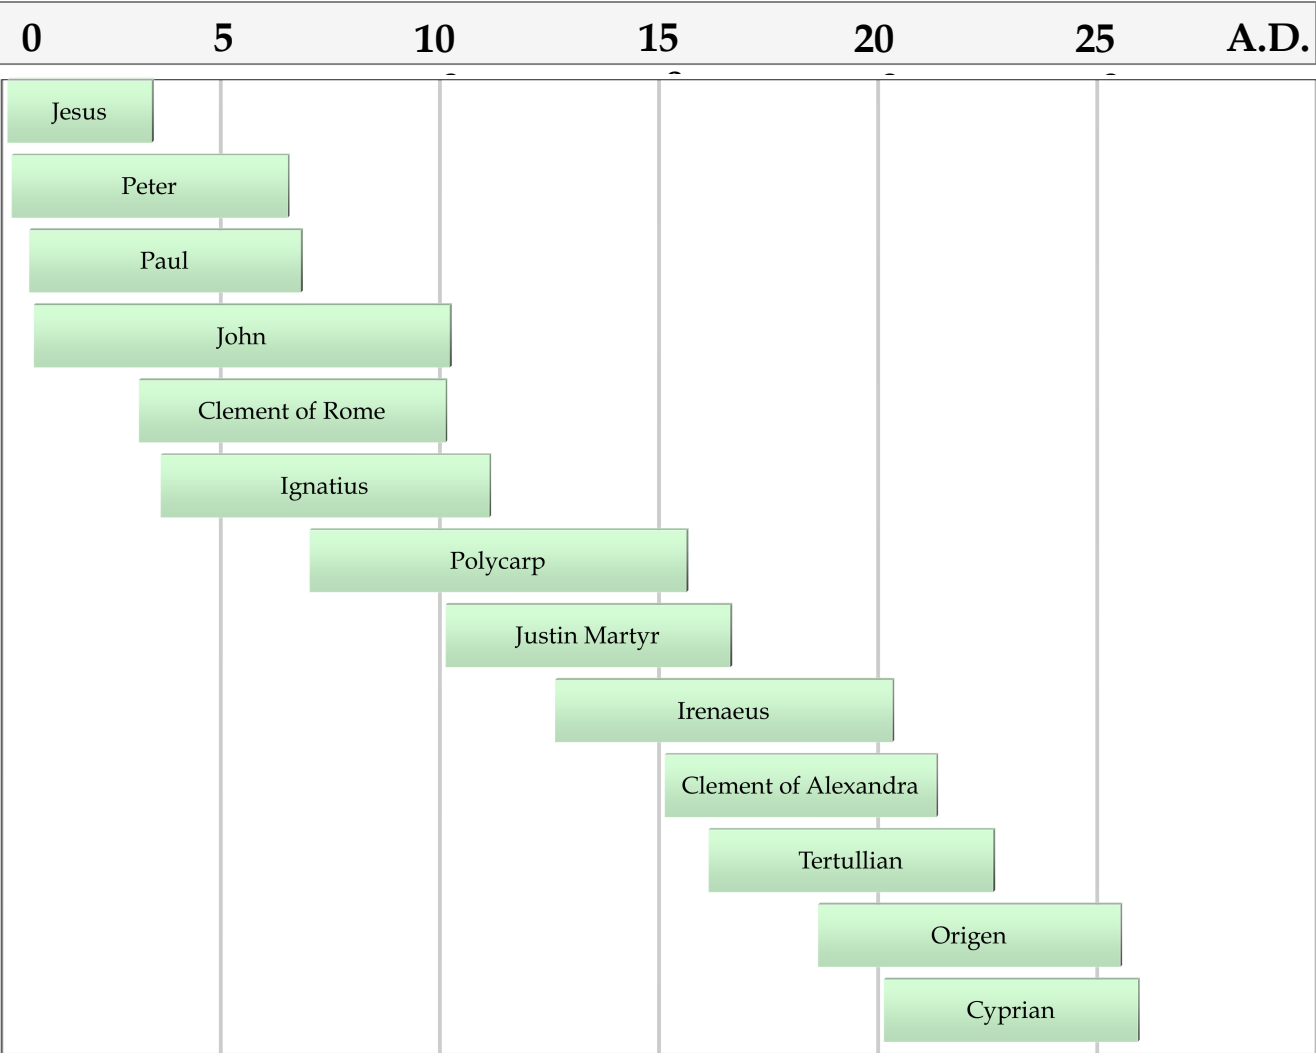 0 5 10 15 20 25 A.D.
Jesus
Peter
Paul
John
Clement of Rome
Ignatius
Polycarp
Justin Martyr
Irenaeus
Clement of Alexandra
Tertullian
Origen
Cyprian